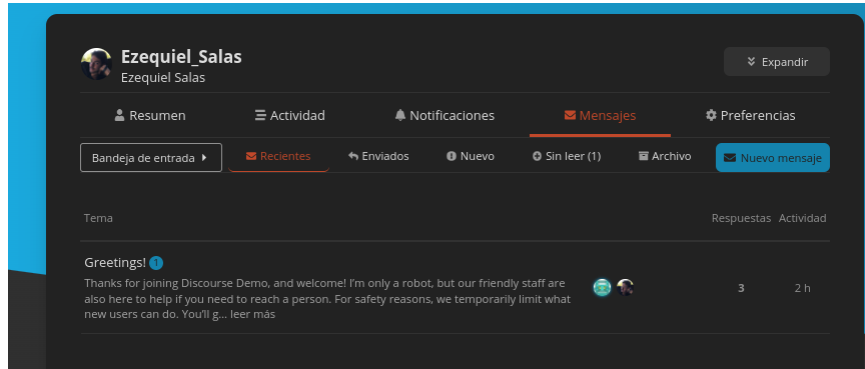 Ezequiel_Salas
Ezequiel Salas
Expandir
Resumen
Actividad
Notificaciones
Mensajes
Preferencias
Bandeja de entrada
Recientes
Enviados
Nuevo
Sin leer (1)
Archivo
Nuevo mensaje
Tema
Respuestas
Actividad
Greetings! 1
Thanks for joining Discourse Demo, and welcome! I’m only a robot, but our friendly staff are
also here to help if you need to reach a person. For safety reasons, we temporarily limit what
new users can do. You’ll g... leer más
3
2 h